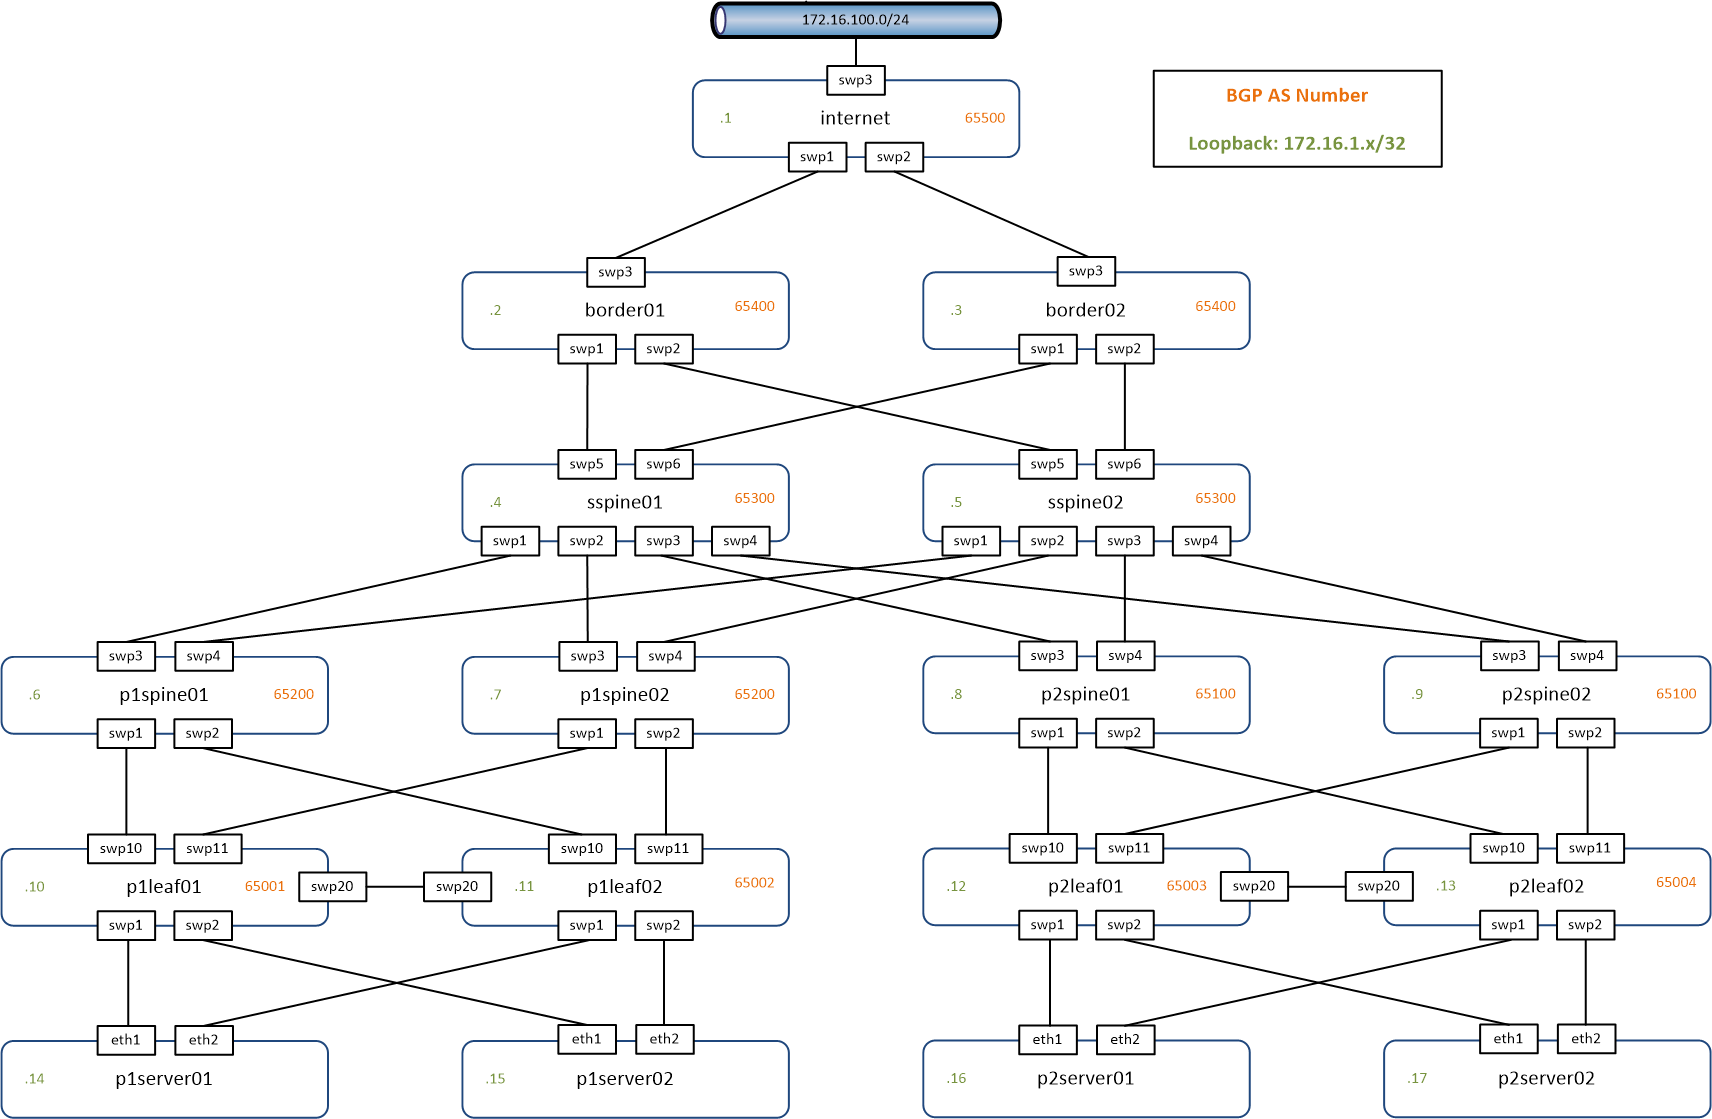 172.16.100.0/24
swp3
BGP AS Number
.1 internet 65500
Loopback: 172.16.1.x/32
swp1 swp2
swp3 swp3
.2 border01 65400 .3 border02 65400
swp1 swp2 swp1 swp2
swp5 swp6 swp5 swp6
.4 sspine01 65300 .5 sspine02 65300
swp1 swp2 swp3 swp4 swp1 swp2 swp3 swp4
swp3 swp4 swp3 swp4 swp3 swp4 swp3 swp4
.6 p1spine01 65200 .7 p1spine02 65200 .8 p2spine01 65100 .9 p2spine02 65100
swp1 swp2 swp1 swp2 swp1 swp2 swp1 swp2
swp10 swp11 swp10 swp11 swp10 swp11 swp10 swp11
.10 p1leaf01 65001 swp20 swp20 .11 p1leaf02 65002 .12 p2leaf01 65003 swp20 swp20 .13 p2leaf02 65004
swp1 swp2 swp1 swp2 swp1 swp2 swp1 swp2
eth1 eth2 eth1 eth2 eth1 eth2 eth1 eth2
.14 p1server01 .15 p1server02 .16 p2server01 .17 p2server02